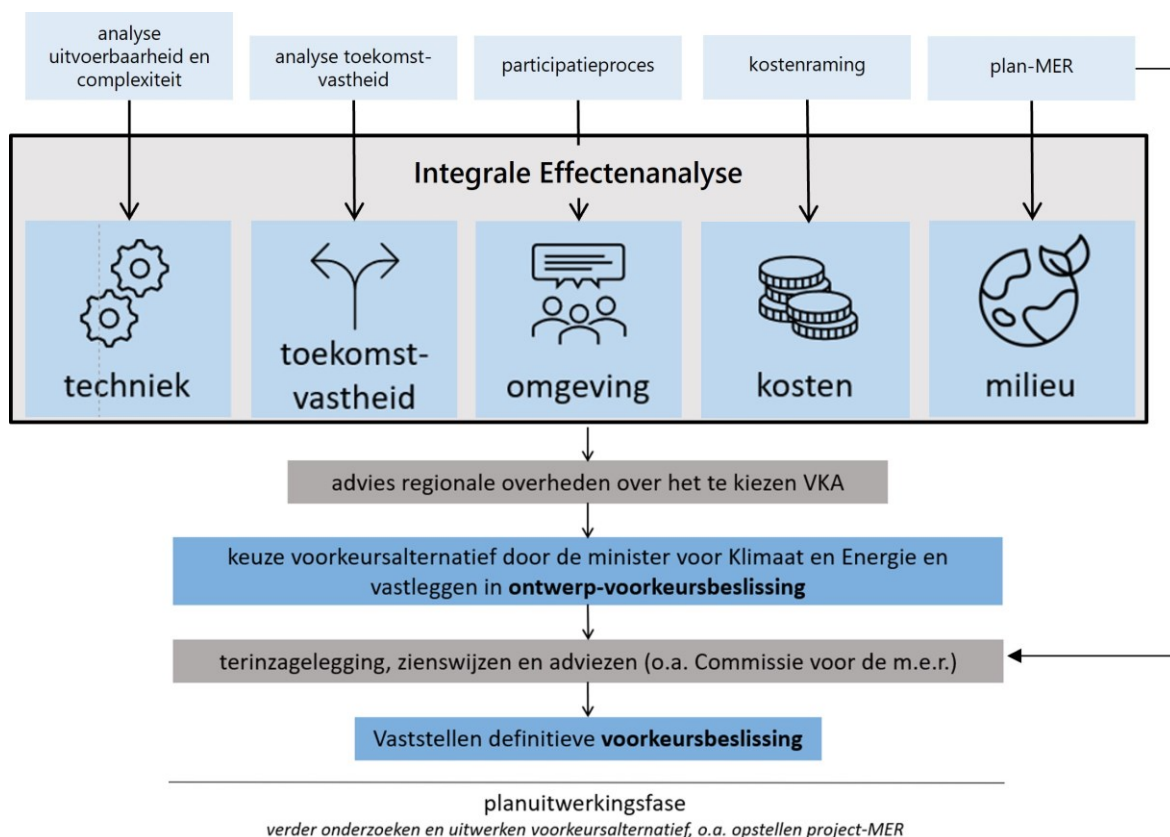 analyse
uitvoerbaarheid en
complexiteit
analyse toekomst-
vastheid
participatieproces
kostenraming
plan-MER
Integrale Effectenanalyse
techniek
toekomst-
vastheid
omgeving
kosten
milieu
advies regionale overheden over het te kiezen VKA
keuze voorkeursalternatief door de minister voor Klimaat en Energie en
vastleggen in ontwerp-voorkeursbeslissing
terinzagelegging, zienswijzen en adviezen (o.a. Commissie voor de m.e.r.)
Vaststellen definitieve voorkeursbeslissing
planuitwerkingsfase
verder onderzoeken en uitwerken voorkeursalternatief, o.a. opstellen project-MER